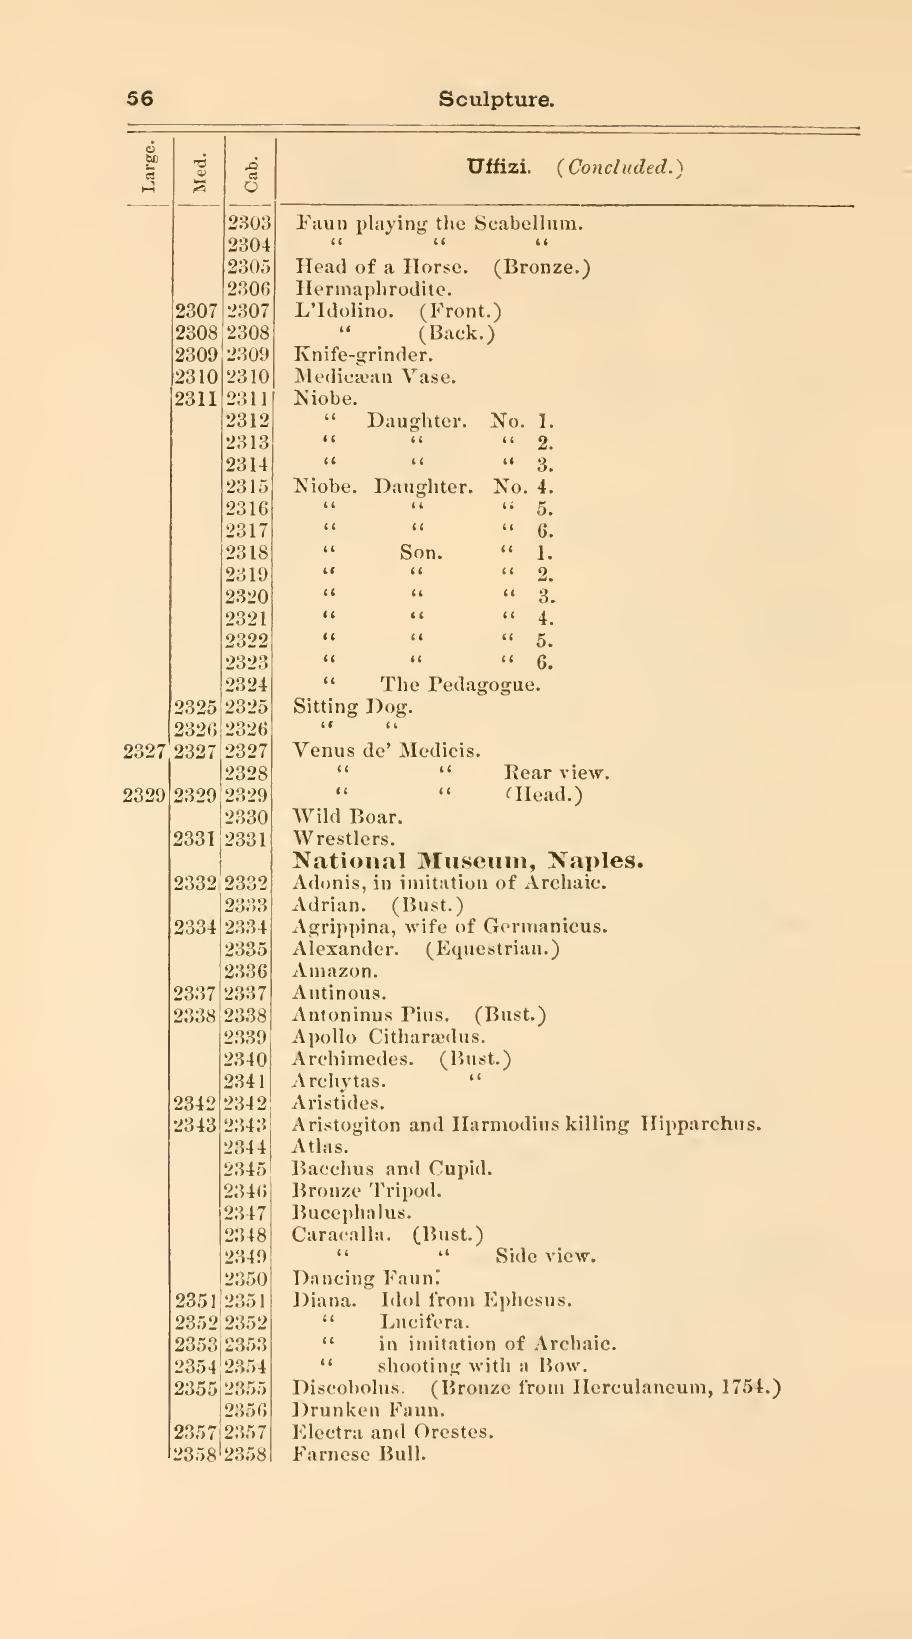 56 Sculpture.
Large. Med. Cab. Uffizi. (Concluded.)
2303 Faun playing the Scabellum.
2304 “ “ “
2305 Head of a Horse. (Bronze.)
2306 Hermaphrodite.
2307 2307 L’Idolino. (Front.)
2308 2308 “ (Back.)
2309 2309 Knife-grinder.
2310 2310 Medicæan Vase.
2311 2311 Niobe.
2312 “ Daughter. No. 1.
2313 “ “ “ 2.
2314 “ “ “ 3.
2315 Niobe. Daughter. No. 4.
2316 “ “ “ 5.
2317 “ “ “ 6.
2318 “ Son. “ 1.
2319 “ “ “ 2.
2320 “ “ “ 3.
2321 “ “ “ 4.
2322 “ “ “ 5.
2323 “ “ “ 6.
2324 “ The Pedagogue.
2325 2325 Sitting Dog.
2326 2326 “ “
2327 2327 2327 Venus de’ Medicis.
2328 “ “ Rear view.
2329 2329 2329 “ “ (Head.)
2330 Wild Boar.
2331 2331 Wrestlers.
National Museum, Naples.
2332 2332 Adonis, in imitation of Archaic.
2333 Adrian. (Bust.)
2334 2334 Agrippina, wife of Germanicus.
2335 Alexander. (Equestrian.)
2336 Amazon.
2337 2337 Antinous.
2338 2338 Antoninus Pius. (Bust.)
2339 Apollo Citharædus.
2340 Archimedes. (Bust.)
2341 Archytas. “
2342 2342 Aristides.
2343 2343 Aristogiton and Harmodius killing Hipparchus.
2344 Atlas.
2345 Bacchus and Cupid.
2346 Bronze Tripod.
2347 Bucephalus.
2348 Caracalla. (Bust.)
2349 “ “ Side view.
2350 Dancing Faun.
2351 2351 Diana. Idol from Ephesus.
2352 2352 “ Lucifera.
2353 2353 “ in imitation of Archaic.
2354 2354 “ shooting with a Bow.
2355 2355 Discobolus. (Bronze from Herculaneum, 1754.)
2356 Drunken Faun.
2357 2357 Electra and Orestes.
2358 2358 Farnese Bull.